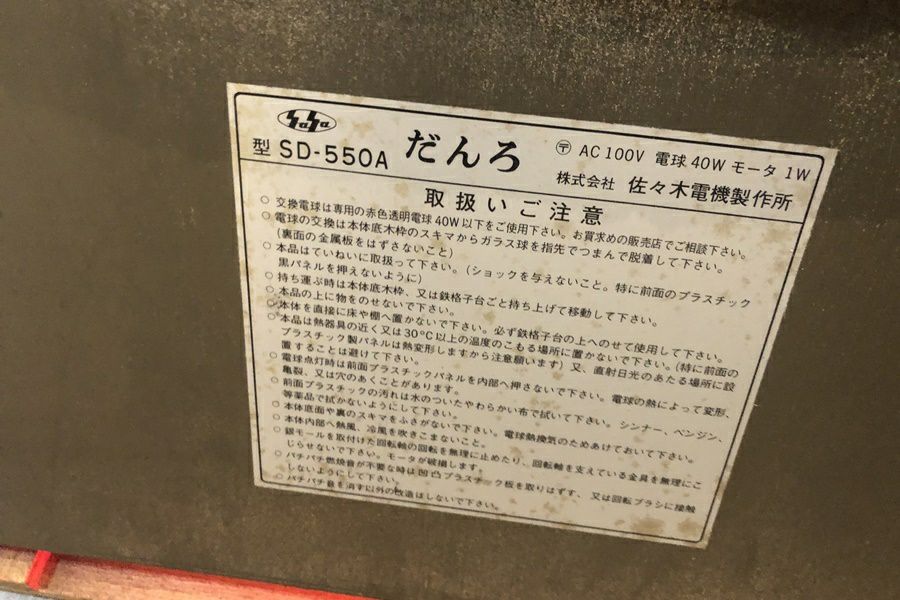 SaSa
型 SD-550A だんろ 〒 AC 100V 電球 40W モータ 1W
株式会社 佐々木電機製作所
取扱いご注意
○ 交換電球は専用の赤色透明電球40W以下をご使用下さい。お買求めの販売店でご相談下さい。
○ 電球の交換は本体底木枠のスキマからガラス球を指先でつまんで脱着して下さい。
(裏面の金属板をはずさないこと)
○ 本品はていねいに取扱って下さい。(ショックを与えないこと。特に前面のプラスチック
黒パネルを押えないように)
○ 持ち運ぶ時は本体底木枠、又は鉄格子台ごと持ち上げて移動して下さい。
○ 本品の上に物をのせないで下さい。
○ 本体を直接に床や棚へ置かないで下さい。必ず鉄格子台の上へのせて使用して下さい。
○ 本品は熱器具の近く又は30°C以上の温度のこもる場所に置かないで下さい。(特に前面の
プラスチック製パネルは熱変形しますから注意願います) 又、直射日光のあたる場所に設
置することは避けて下さい。
○ 電球点灯時は前面プラスチックパネルを内部へ押さないで下さい。電球の熱によって変形、
亀裂、又は穴のあくことがあります。
○ 前面プラスチックの汚れは水のついたやわらかい布で拭いて下さい。シンナー、ベンジン、
等薬品で拭かないようにして下さい。
○ 本体底面や裏のスキマをふさがないで下さい。電球熱換気のためあけておいて下さい。
○ 本体内部へ熱風、冷風を吹きこまないこと。
○ 銀モールを取付けた回転軸の回転を無理に止めたり、回転軸を支えている金具を無理にこ
じらせないで下さい。モータが破損します。
○ パチパチ燃焼音が不要な時は凹凸プラスチック板を取りはずす、又は回転ブラシに接触
しないようにして下さい。
○ パチパチ音を消す以外の改造はしないで下さい。